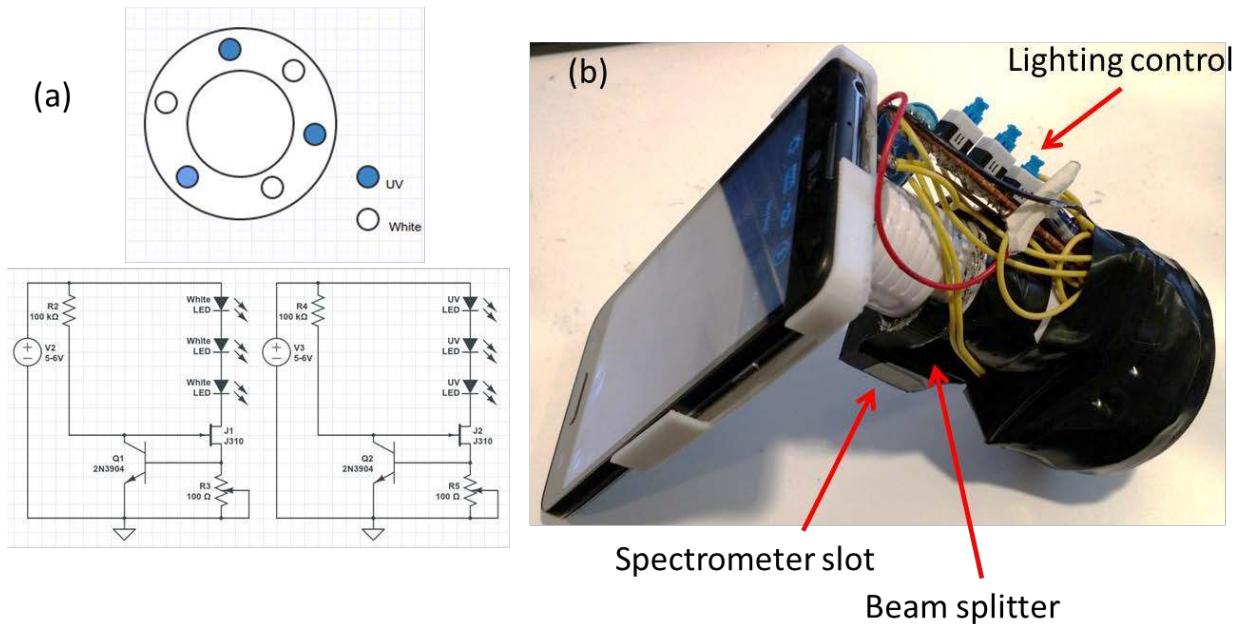 (a)
UV
White
R2
100 kΩ
White
LED
White
LED
White
LED
V2
5-6V
J1
J310
Q1
2N3904
R3
100 Ω
R4
100 kΩ
UV
LED
UV
LED
UV
LED
V3
5-6V
J2
J310
Q2
2N3904
R5
100 Ω
(b)
Lighting control
Spectrometer slot
Beam splitter